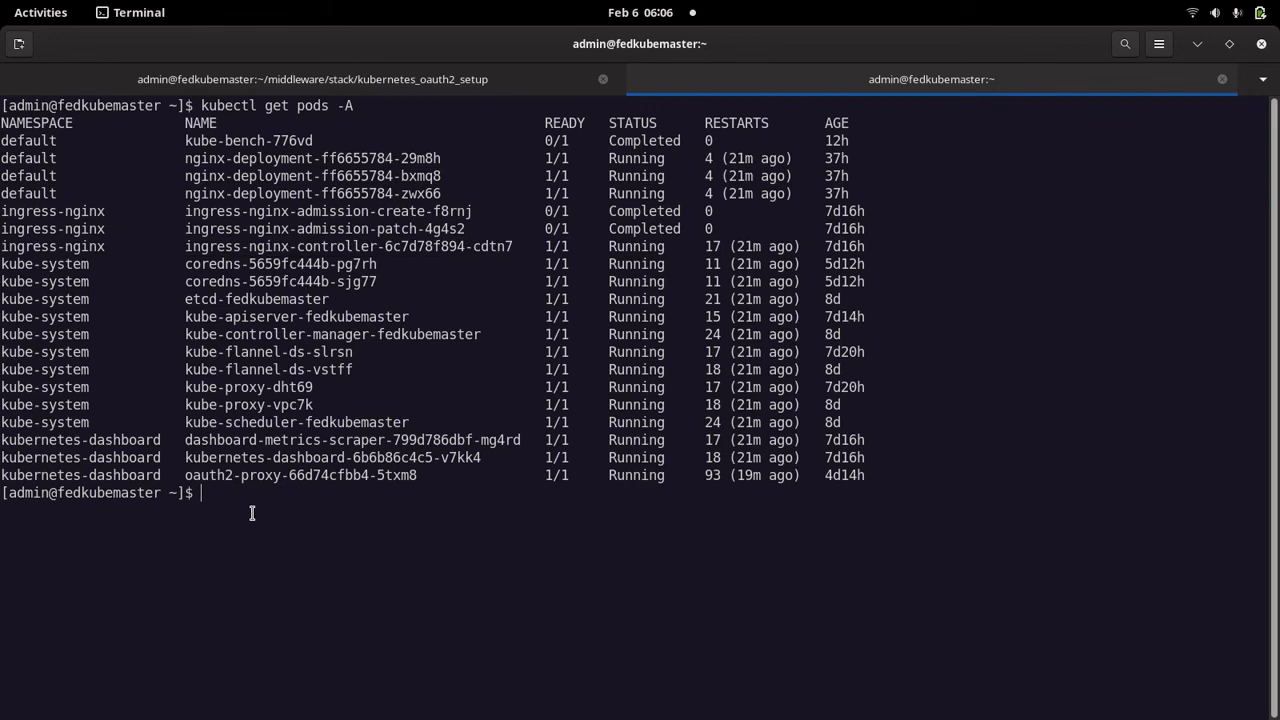 Activities Terminal Feb 6 06:06
admin@fedkubemaster:~
admin@fedkubemaster:~/middleware/stack/kubernetes_oauth2_setup admin@fedkubemaster:~
[admin@fedkubemaster ~]$ kubectl get pods -A
NAMESPACE NAME READY STATUS RESTARTS AGE
default kube-bench-776vd 0/1 Completed 0 12h
default nginx-deployment-ff6655784-29m8h 1/1 Running 4 (21m ago) 37h
default nginx-deployment-ff6655784-bxmq8 1/1 Running 4 (21m ago) 37h
default nginx-deployment-ff6655784-zwx66 1/1 Running 4 (21m ago) 37h
ingress-nginx ingress-nginx-admission-create-f8rnj 0/1 Completed 0 7d16h
ingress-nginx ingress-nginx-admission-patch-4g4s2 0/1 Completed 0 7d16h
ingress-nginx ingress-nginx-controller-6c7d78f894-cdtn7 1/1 Running 17 (21m ago) 7d16h
kube-system coredns-5659fc444b-pg7rh 1/1 Running 11 (21m ago) 5d12h
kube-system coredns-5659fc444b-sjg77 1/1 Running 11 (21m ago) 5d12h
kube-system etcd-fedkubemaster 1/1 Running 21 (21m ago) 8d
kube-system kube-apiserver-fedkubemaster 1/1 Running 15 (21m ago) 7d14h
kube-system kube-controller-manager-fedkubemaster 1/1 Running 24 (21m ago) 8d
kube-system kube-flannel-ds-slrsn 1/1 Running 17 (21m ago) 7d20h
kube-system kube-flannel-ds-vstff 1/1 Running 18 (21m ago) 8d
kube-system kube-proxy-dht69 1/1 Running 17 (21m ago) 7d20h
kube-system kube-proxy-vpc7k 1/1 Running 18 (21m ago) 8d
kube-system kube-scheduler-fedkubemaster 1/1 Running 24 (21m ago) 8d
kubernetes-dashboard dashboard-metrics-scraper-799d786dbf-mg4rd 1/1 Running 17 (21m ago) 7d16h
kubernetes-dashboard kubernetes-dashboard-6b6b86c4c5-v7kk4 1/1 Running 18 (21m ago) 7d16h
kubernetes-dashboard oauth2-proxy-66d74cfbb4-5txm8 1/1 Running 93 (19m ago) 4d14h
[admin@fedkubemaster ~]$